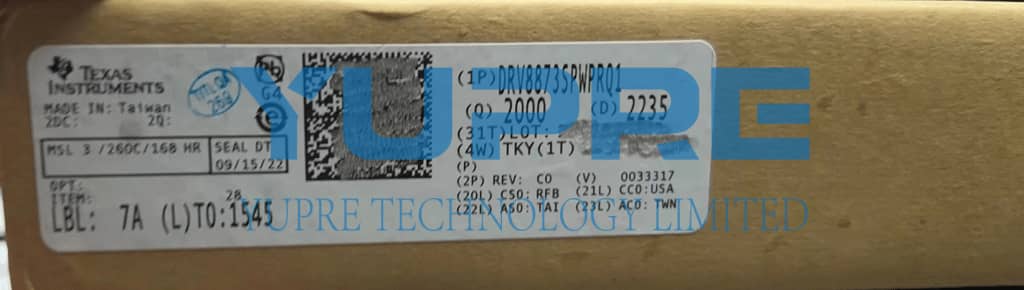 TEXAS
INSTRUMENTS
MADE IN: Taiwan
2DC: 2Q:
MSL 3 /260C/168 HR
SEAL DT
09/15/22
OPT:
ITEM: 28
LBL: 7A (L)TO:1545
Pb
G4
e
(1P)DRV8873SPWPRQ1
(Q) 2000 (D) 2235
(31T)LOT:
(4W) TKY(1T)
(P)
(2P) REV: C0 (V) 0033317
(20L) CSO: RFB (21L) CCO:USA
(22L) ASO: TAI (23L) ACO: TWN
YUPRE
YUPRE TECHNOLOGY LIMITED